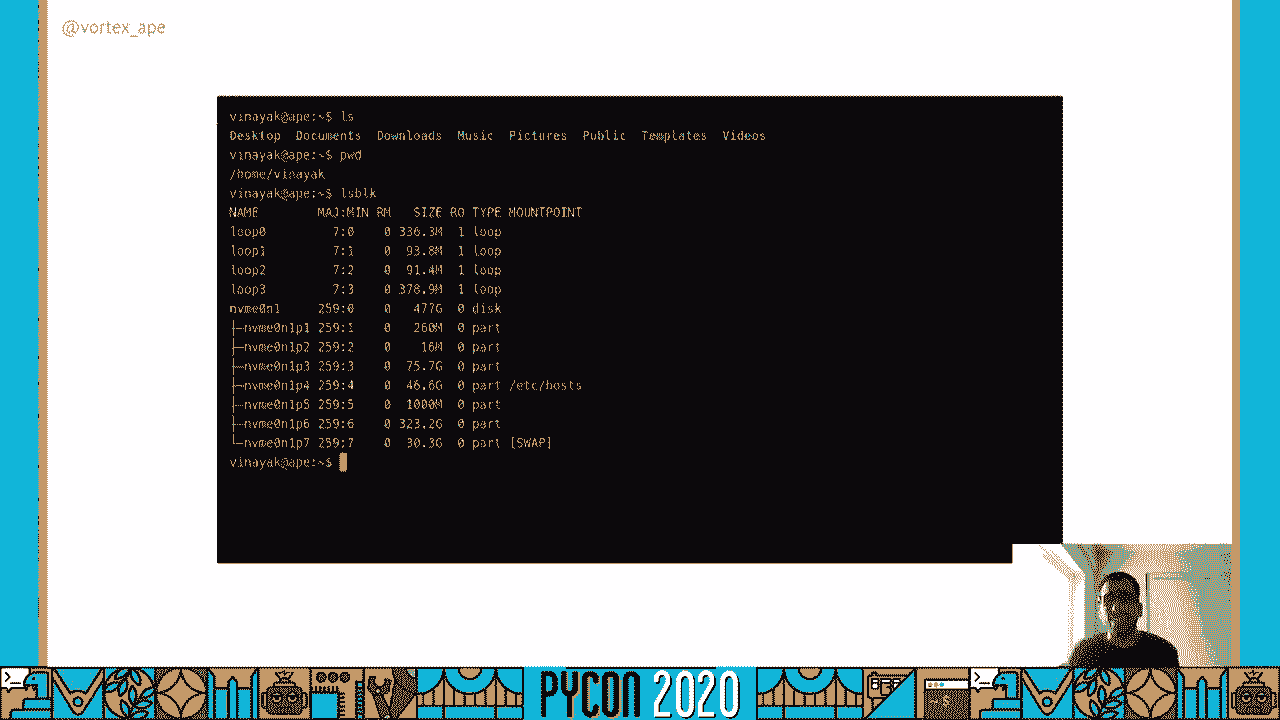 @vortex_ape
vinayak@ape:~$ ls
Desktop Documents Downloads Music Pictures Public Templates Videos
vinayak@ape:~$ pwd
/home/vinayak
vinayak@ape:~$ lsblk
NAME MAJ:MIN RM SIZE RO TYPE MOUNTPOINT
loop0 7:0 0 336.3M 1 loop
loop1 7:1 0 93.8M 1 loop
loop2 7:2 0 91.4M 1 loop
loop3 7:3 0 378.9M 1 loop
nvme0n1 259:0 0 477G 0 disk
├─nvme0n1p1 259:1 0 260M 0 part
├─nvme0n1p2 259:2 0 16M 0 part
├─nvme0n1p3 259:3 0 75.7G 0 part
├─nvme0n1p4 259:4 0 46.6G 0 part /etc/hosts
├─nvme0n1p5 259:5 0 1000M 0 part
├─nvme0n1p6 259:6 0 323.2G 0 part
└─nvme0n1p7 259:7 0 30.3G 0 part [SWAP]
vinayak@ape:~$
PYCON 2020